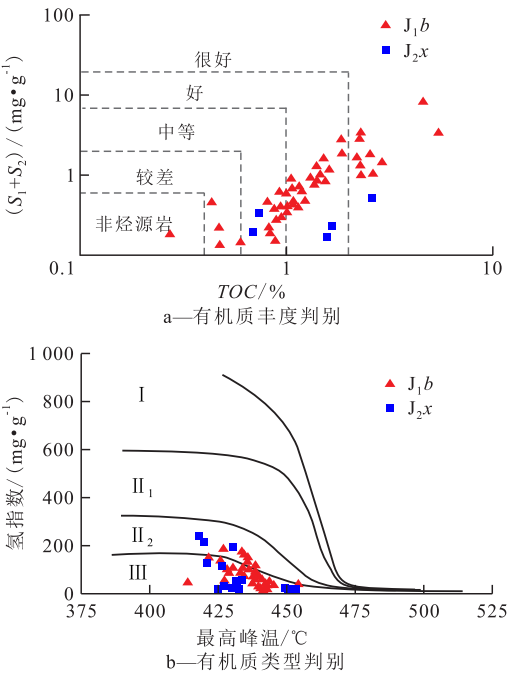 100
10
1
0.1
1
10
(S₁+S₂)/(mg•g⁻¹)
很好
好
中等
较差
非烃源岩
J₁b
J₂x
TOC/%
a—有机质丰度判别
1 000
800
600
400
200
0
氢指数/(mg•g⁻¹)
I
II₁
II₂
III
J₁b
J₂x
375
400
425
450
475
500
525
最高峰温/℃
b—有机质类型判别